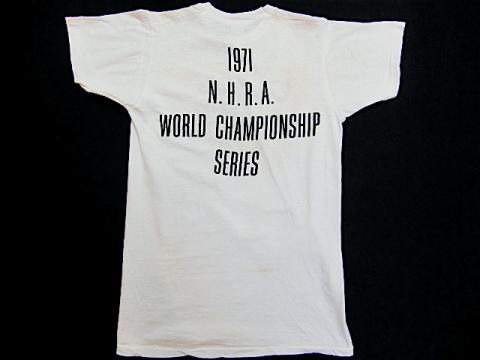 1971
N.H.R.A.
WORLD CHAMPIONSHIP
SERIES